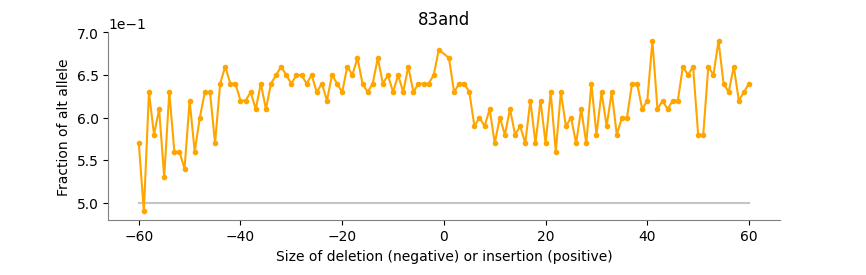 83and
1e−1
7.0
6.5
6.0
5.5
5.0
Fraction of alt allele
−60 −40 −20 0 20 40 60
Size of deletion (negative) or insertion (positive)